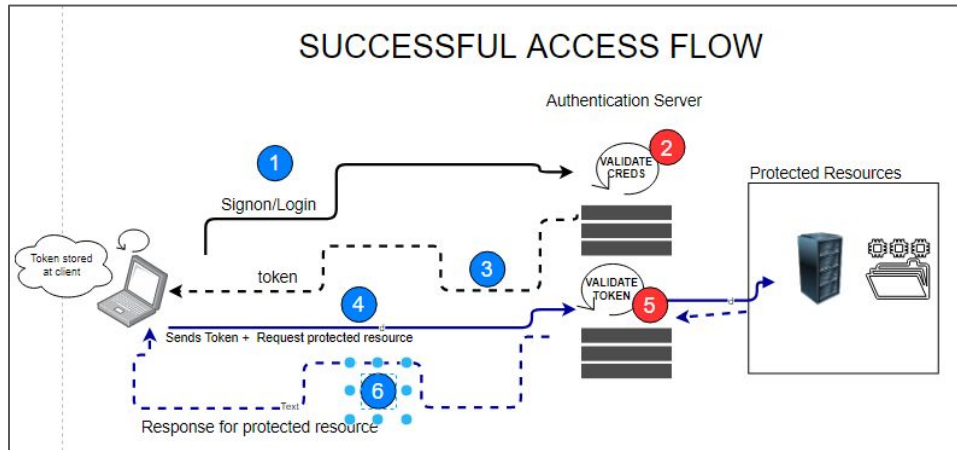 SUCCESSFUL ACCESS FLOW
Authentication Server
1
VALIDATE
CREDS
2
Protected Resources
Signon/Login
Token stored
at client
token
3
VALIDATE
TOKEN
4
5
d
d
Sends Token + Request protected resource
6
Text
Response for protected resource